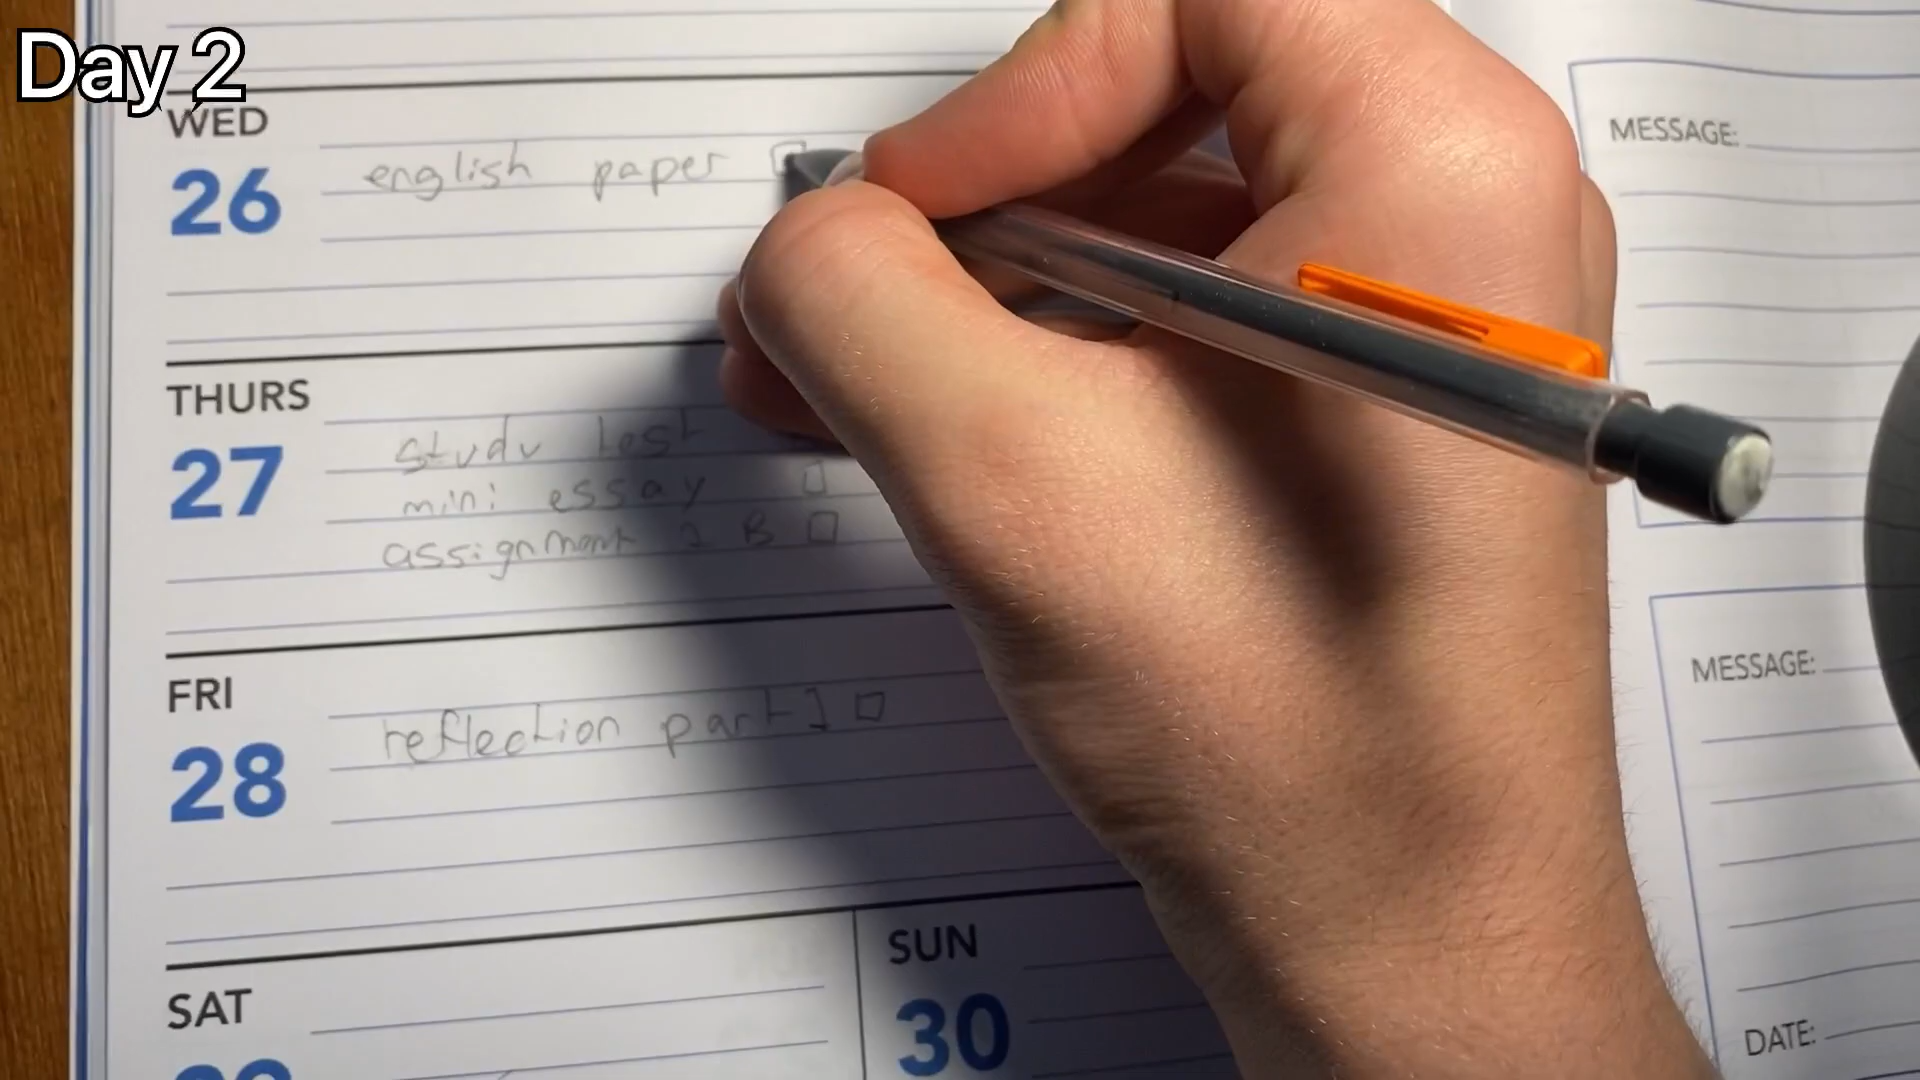 Day 2
WED
26
english paper
THURS
27
study test
mini essay
assignment 2 B
FRI
28
reflection part 1
SAT
SUN
30
MESSAGE:
MESSAGE:
DATE: